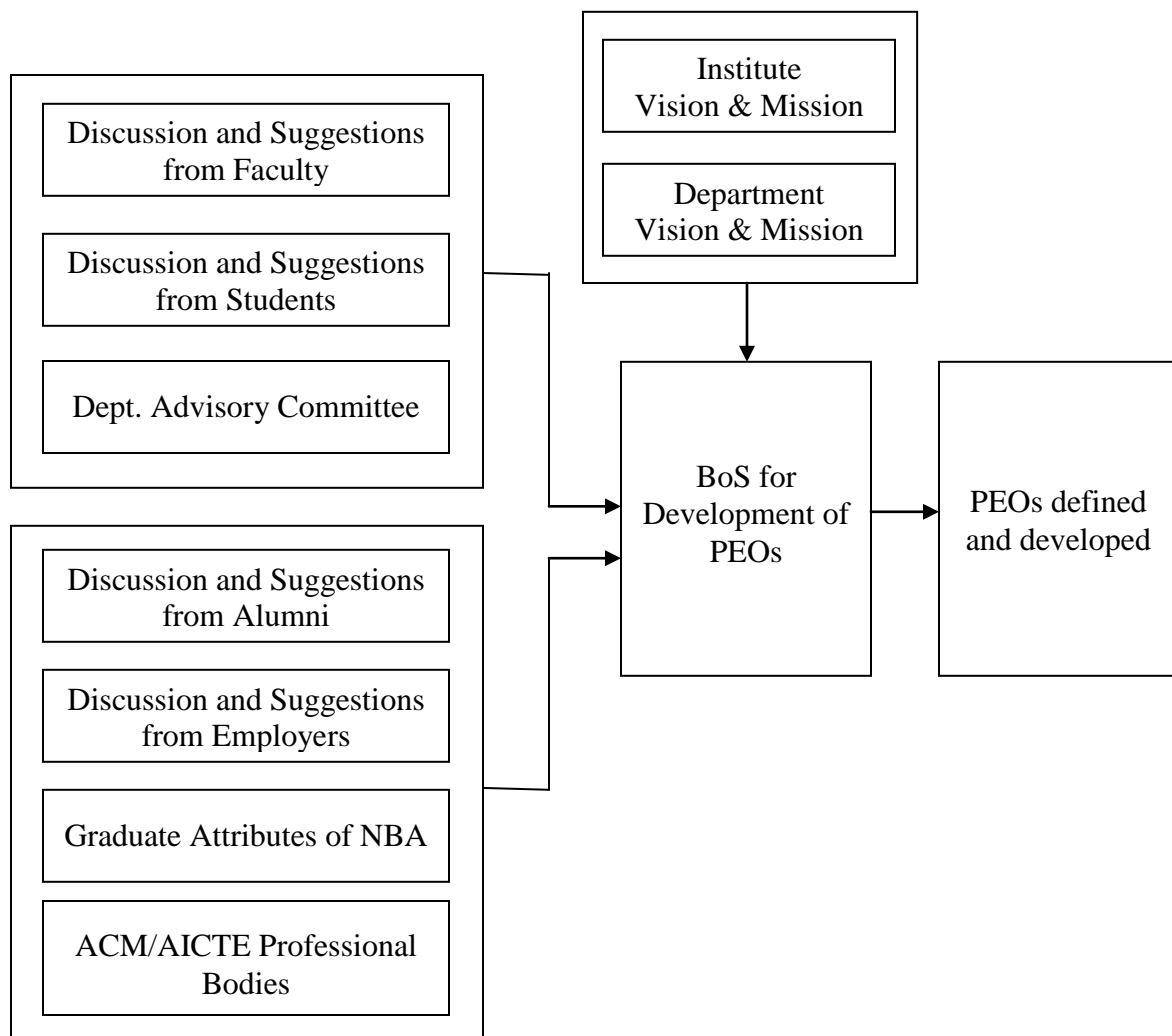 Institute
Vision & Mission
Department
Vision & Mission
Discussion and Suggestions
from Faculty
Discussion and Suggestions
from Students
Dept. Advisory Committee
Discussion and Suggestions
from Alumni
Discussion and Suggestions
from Employers
Graduate Attributes of NBA
ACM/AICTE Professional
Bodies
BoS for
Development of
PEOs
PEOs defined
and developed